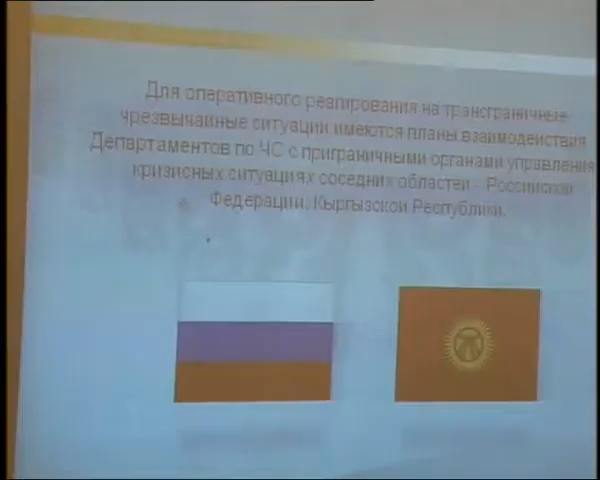 Для оперативного реагирования на трансграничные
чрезвычайные ситуации имеются планы взаимодействия
Департаментов по ЧС с приграничными органами управления
кризисных ситуациях соседних областей - Российской
Федерации, Кыргызской Республики.